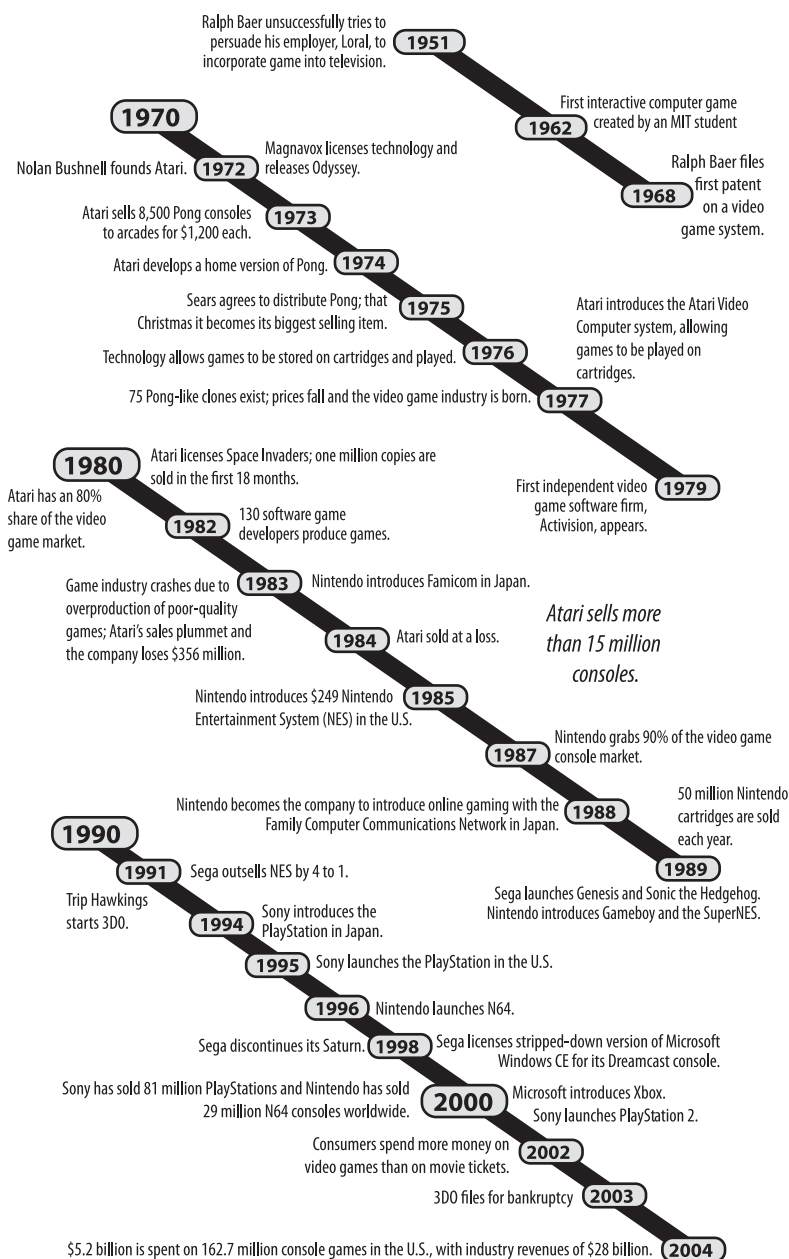 Ralph Baer unsuccessfully tries to
persuade his employer, Loral, to
incorporate game into television.
1951
First interactive computer game
created by an MIT student
1962
Ralph Baer files
first patent
on a video
game system.
1968
1970
Nolan Bushnell founds Atari.
1972
Magnavox licenses technology and
releases Odyssey.
Atari sells 8,500 Pong consoles
to arcades for $1,200 each.
1973
Atari develops a home version of Pong.
1974
Sears agrees to distribute Pong; that
Christmas it becomes its biggest selling item.
1975
Technology allows games to be stored on cartridges and played.
1976
Atari introduces the Atari Video
Computer system, allowing
games to be played on
cartridges.
75 Pong-like clones exist; prices fall and the video game industry is born.
1977
First independent video
game software firm,
Activision, appears.
1979
1980
Atari licenses Space Invaders; one million copies are
sold in the first 18 months.
Atari has an 80%
share of the video
game market.
1982
130 software game
developers produce games.
Game industry crashes due to
overproduction of poor-quality
games; Atari's sales plummet and
the company loses $356 million.
1983
Nintendo introduces Famicom in Japan.
1984
Atari sold at a loss.
Atari sells more
than 15 million
consoles.
Nintendo introduces $249 Nintendo
Entertainment System (NES) in the U.S.
1985
1987
Nintendo grabs 90% of the video game
console market.
Nintendo becomes the company to introduce online gaming with the
Family Computer Communications Network in Japan.
1988
50 million Nintendo
cartridges are sold
each year.
1989
Sega launches Genesis and Sonic the Hedgehog.
Nintendo introduces Gameboy and the SuperNES.
1990
1991
Sega outsells NES by 4 to 1.
Trip Hawkings
starts 3D0.
1994
Sony introduces the
PlayStation in Japan.
1995
Sony launches the PlayStation in the U.S.
1996
Nintendo launches N64.
Sega discontinues its Saturn.
1998
Sega licenses stripped-down version of Microsoft
Windows CE for its Dreamcast console.
Sony has sold 81 million PlayStations and Nintendo has sold
29 million N64 consoles worldwide.
2000
Microsoft introduces Xbox.
Sony launches PlayStation 2.
Consumers spend more money on
video games than on movie tickets.
2002
3DO files for bankruptcy
2003
$5.2 billion is spent on 162.7 million console games in the U.S., with industry revenues of $28 billion.
2004